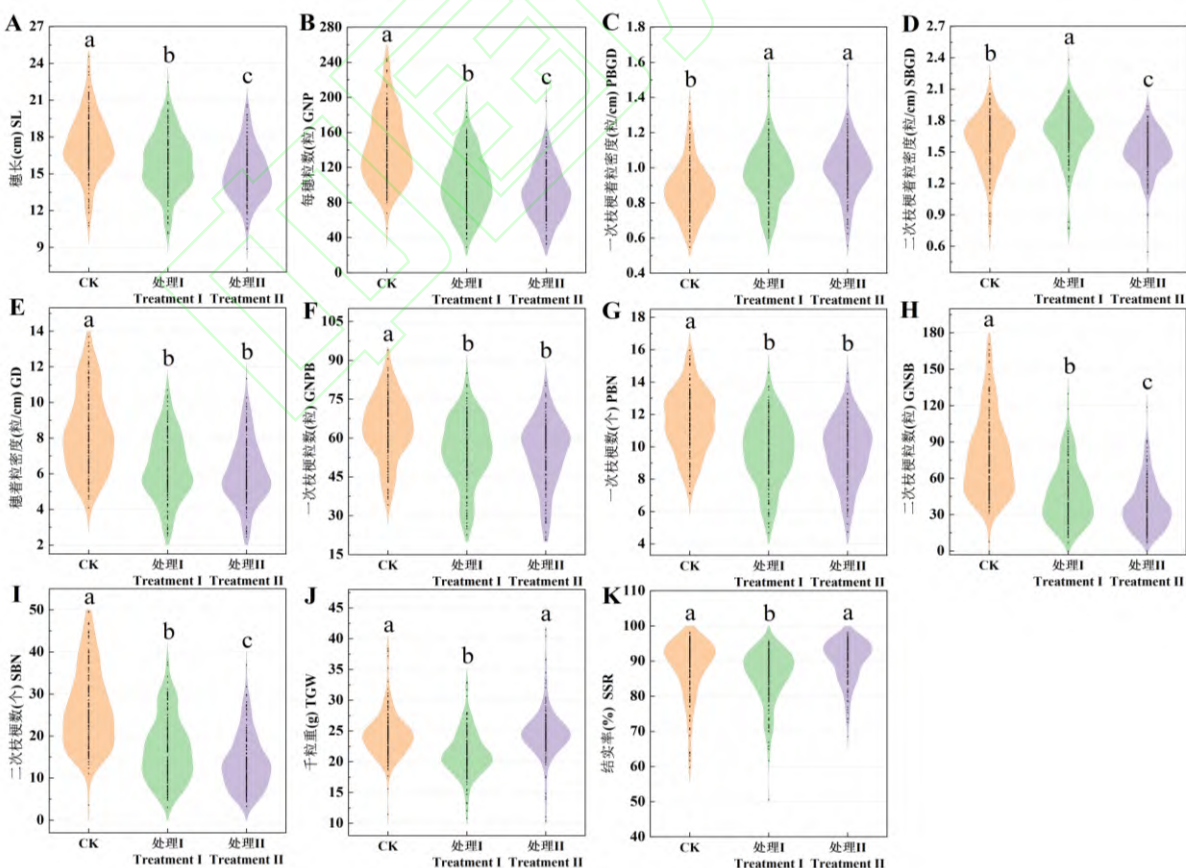 A
穗长(cm) SL
27
24
21
18
15
12
9
a
b
c
CK
处理I
Treatment I
处理II
Treatment II
B
每穗粒数(粒) GNP
280
240
200
160
120
80
40
0
a
b
c
CK
处理I
Treatment I
处理II
Treatment II
C
一次枝梗着粒密度(粒/cm) PBGD
1.8
1.6
1.4
1.2
1.0
0.8
0.6
0.4
b
a
a
CK
处理I
Treatment I
处理II
Treatment II
D
二次枝梗着粒密度(粒/cm) SBGD
2.7
2.4
2.1
1.8
1.5
1.2
0.9
0.6
b
a
c
CK
处理I
Treatment I
处理II
Treatment II
E
穗着粒密度(粒/cm) GD
14
12
10
8
6
4
2
a
b
b
CK
处理I
Treatment I
处理II
Treatment II
F
一次枝梗粒数(粒) GNPB
105
90
75
60
45
30
15
a
b
b
CK
处理I
Treatment I
处理II
Treatment II
G
一次枝梗数(个) PBN
18
16
14
12
10
8
6
4
a
b
b
CK
处理I
Treatment I
处理II
Treatment II
H
二次枝梗粒数(粒) GNSB
180
150
120
90
60
30
0
a
b
c
CK
处理I
Treatment I
处理II
Treatment II
I
二次枝梗数(个) SBN
50
40
30
20
10
0
a
b
c
CK
处理I
Treatment I
处理II
Treatment II
J
千粒重(g) TGW
45
40
35
30
25
20
15
10
a
b
a
CK
处理I
Treatment I
处理II
Treatment II
K
结实率(%) SSR
110
100
90
80
70
60
50
40
a
b
a
CK
处理I
Treatment I
处理II
Treatment II